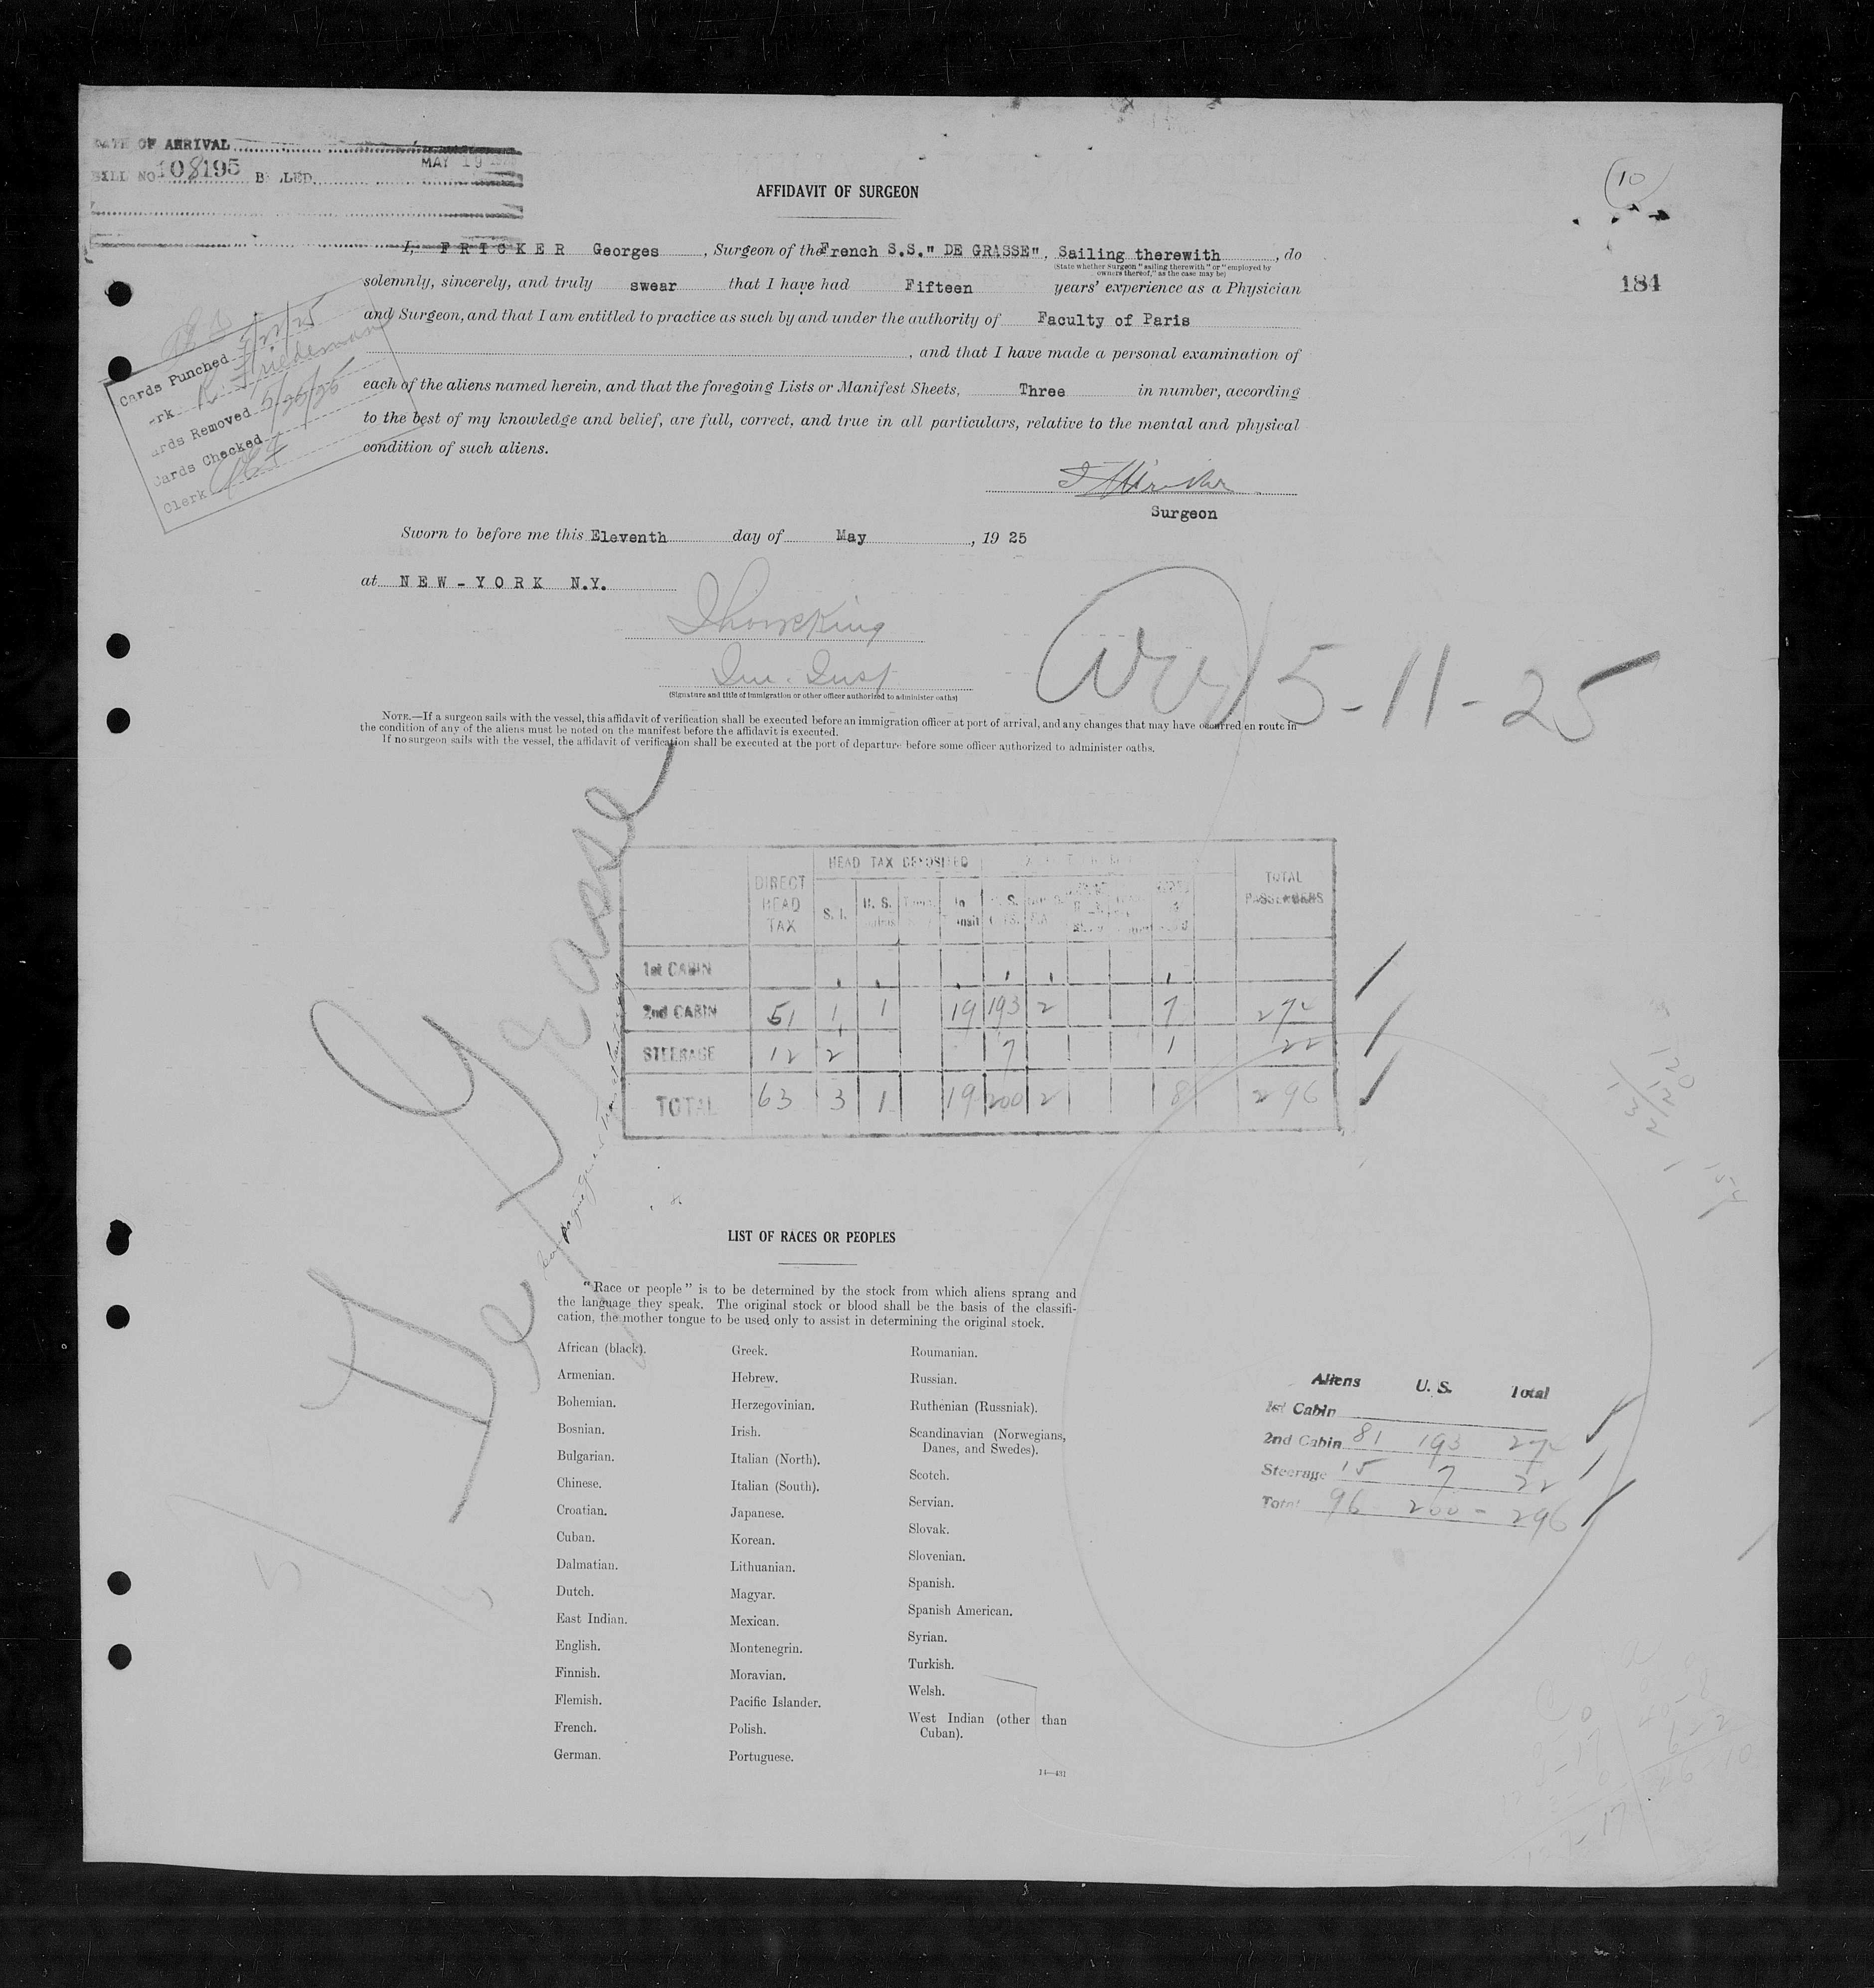 DATE OF ARRIVAL MAY 19
BILL NO 108195
AFFIDAVIT OF SURGEON
(10)
I, FRICKER Georges, Surgeon of the French S.S." DE GRASSE", Sailing therewith, do
(State whether Surgeon "sailing therewith" or "employed by
owners thereof," as the case may be)
184
solemnly, sincerely, and truly swear that I have had Fifteen years' experience as a Physician
and Surgeon, and that I am entitled to practice as such by and under the authority of Faculty of Paris
, and that I have made a personal examination of
each of the aliens named herein, and that the foregoing Lists or Manifest Sheets, Three in number, according
to the best of my knowledge and belief, are full, correct, and true in all particulars, relative to the mental and physical
condition of such aliens.
Cards Punched
Friedemann
Removed 5/26/25
Cards Checked
Clerk
Surgeon
Sworn to before me this Eleventh day of May, 19 25
at NEW-YORK N.Y.
Imm. Insp
(Signature and title of immigration or other officer authorized to administer oaths)
5-11-25
NOTE.—If a surgeon sails with the vessel, this affidavit of verification shall be executed before an immigration officer at port of arrival, and any changes that may have occurred en route in
the condition of any of the aliens must be noted on the manifest before the affidavit is executed.
If no surgeon sails with the vessel, the affidavit of verification shall be executed at the port of departure before some officer authorized to administer oaths.
De Grasse
HEAD TAX DEPOSITED
DIRECT HEAD TAX S. I. U. S. In Transit TOTAL PASSENGERS
1st CABIN
2nd CABIN 51 1 1 19 193 2 7 274
STEERAGE 12 2 7 1 22
TOTAL 63 3 1 19 200 2 8 296
LIST OF RACES OR PEOPLES
"Race or people" is to be determined by the stock from which aliens sprang and
the language they speak. The original stock or blood shall be the basis of the classifi-
cation, the mother tongue to be used only to assist in determining the original stock.
African (black).
Armenian.
Bohemian.
Bosnian.
Bulgarian.
Chinese.
Croatian.
Cuban.
Dalmatian.
Dutch.
East Indian.
English.
Finnish.
Flemish.
French.
German.
Greek.
Hebrew.
Herzegovinian.
Irish.
Italian (North).
Italian (South).
Japanese.
Korean.
Lithuanian.
Magyar.
Mexican.
Montenegrin.
Moravian.
Pacific Islander.
Polish.
Portuguese.
Roumanian.
Russian.
Ruthenian (Russniak).
Scandinavian (Norwegians,
Danes, and Swedes).
Scotch.
Servian.
Slovak.
Slovenian.
Spanish.
Spanish American.
Syrian.
Turkish.
Welsh.
West Indian (other than
Cuban).
14—431
Aliens U. S. Total
1st Cabin
2nd Cabin 81 193 274
Steerage 15 7 22
Total 96 200 - 296